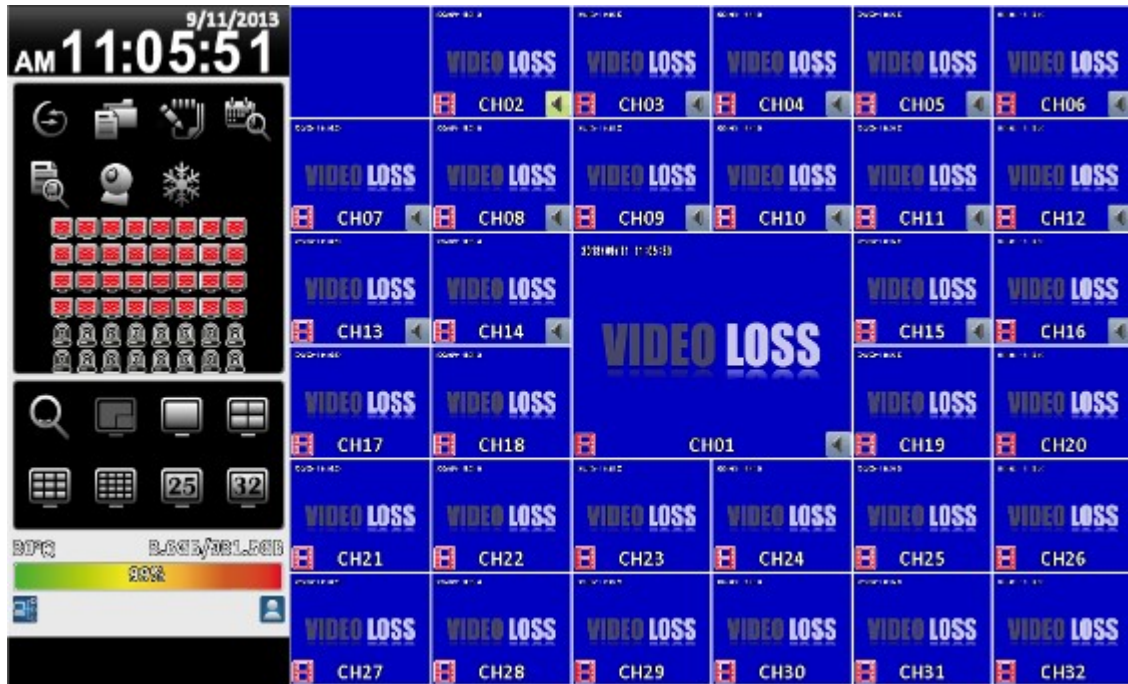 9/11/2013
AM 11:05:51
VIDEO LOSS VIDEO LOSS VIDEO LOSS VIDEO LOSS VIDEO LOSS
CH02 CH03 CH04 CH05 CH06
VIDEO LOSS VIDEO LOSS VIDEO LOSS VIDEO LOSS VIDEO LOSS VIDEO LOSS
CH07 CH08 CH09 CH10 CH11 CH12
VIDEO LOSS VIDEO LOSS VIDEO LOSS VIDEO LOSS
CH13 CH14 CH15 CH16
VIDEO LOSS
VIDEO LOSS VIDEO LOSS VIDEO LOSS VIDEO LOSS
CH17 CH18 CH01 CH19 CH20
25 32
VIDEO LOSS VIDEO LOSS VIDEO LOSS VIDEO LOSS VIDEO LOSS VIDEO LOSS
CH21 CH22 CH23 CH24 CH25 CH26
99%
VIDEO LOSS VIDEO LOSS VIDEO LOSS VIDEO LOSS VIDEO LOSS VIDEO LOSS
CH27 CH28 CH29 CH30 CH31 CH32